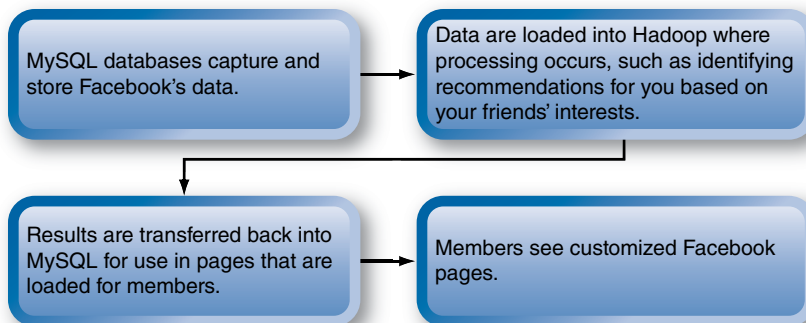 MySQL databases capture and
store Facebook’s data.
Data are loaded into Hadoop where
processing occurs, such as identifying
recommendations for you based on
your friends’ interests.
Results are transferred back into
MySQL for use in pages that are
loaded for members.
Members see customized Facebook
pages.